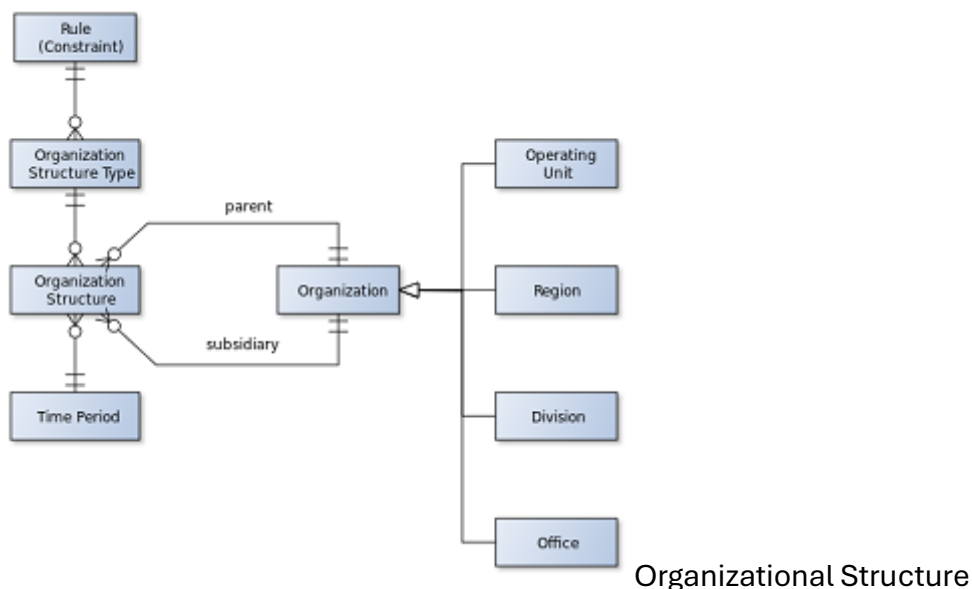 Rule
(Constraint)
Organization
Structure Type
Operating
Unit
parent
Organization
Structure
Organization
Region
subsidiary
Time Period
Division
Office
Organizational Structure